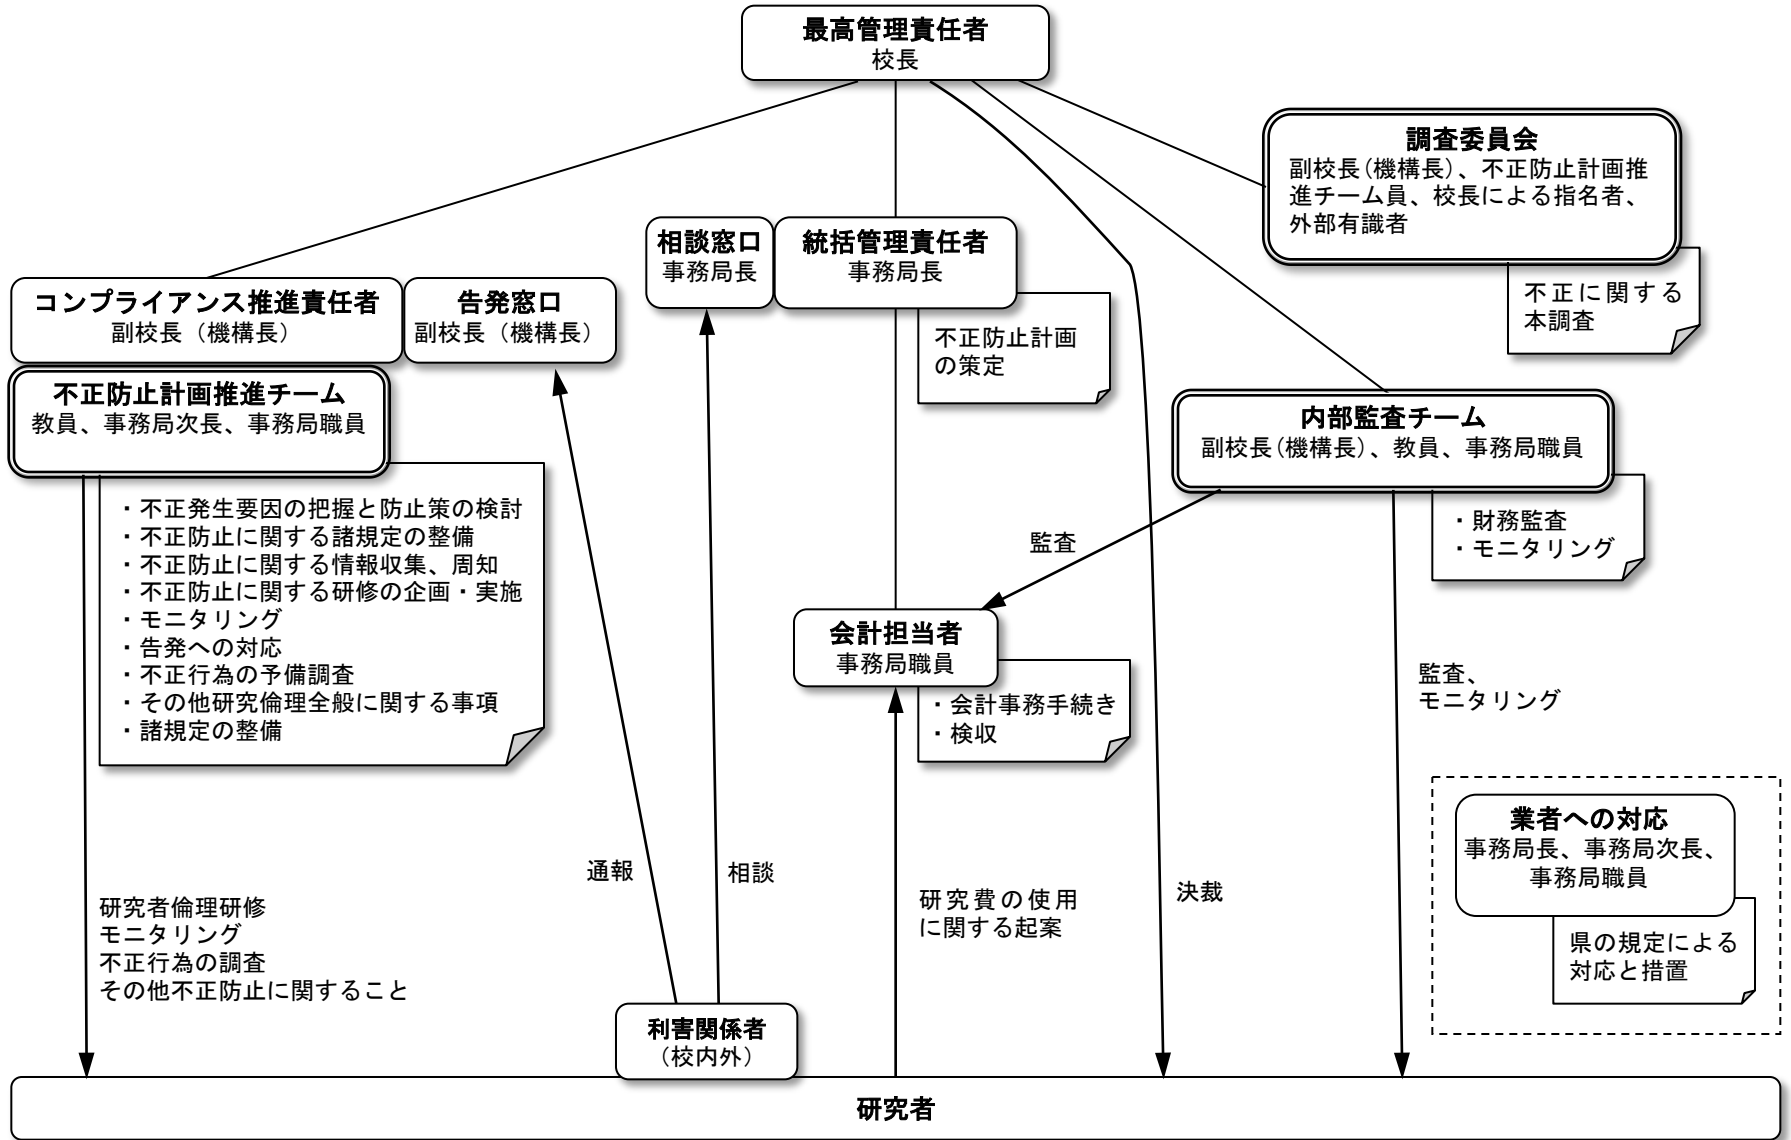 最高管理責任者
校長
調査委員会
副校長(機構長)、不正防止計画推
進チーム員、校長による指名者、
外部有識者
不正に関する
本調査
相談窓口
事務局長
統括管理責任者
事務局長
不正防止計画
の策定
コンプライアンス推進責任者
副校長（機構長）
告発窓口
副校長（機構長）
不正防止計画推進チーム
教員、事務局次長、事務局職員
・不正発生要因の把握と防止策の検討
・不正防止に関する諸規定の整備
・不正防止に関する情報収集、周知
・不正防止に関する研修の企画・実施
・モニタリング
・告発への対応
・不正行為の予備調査
・その他研究倫理全般に関する事項
・諸規定の整備
内部監査チーム
副校長(機構長)、教員、事務局職員
・財務監査
・モニタリング
監査
会計担当者
事務局職員
・会計事務手続き
・検収
監査、
モニタリング
業者への対応
事務局長、事務局次長、
事務局職員
県の規定による
対応と措置
通報
相談
研究費の使用
に関する起案
決裁
研究者倫理研修
モニタリング
不正行為の調査
その他不正防止に関すること
利害関係者
（校内外）
研究者